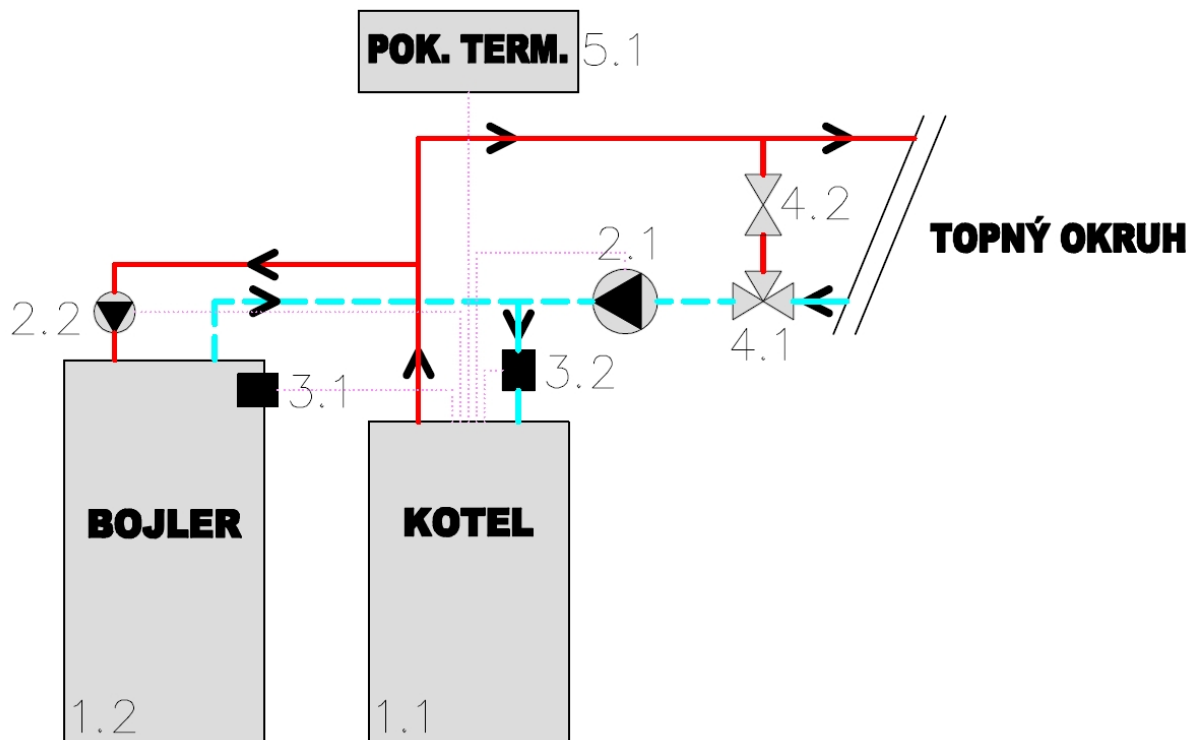 POK. TERM. 5.1
4.2
2.1
TOPNÝ OKRUH
2.2
4.1
3.2
3.1
BOJLER
KOTEL
1.2
1.1